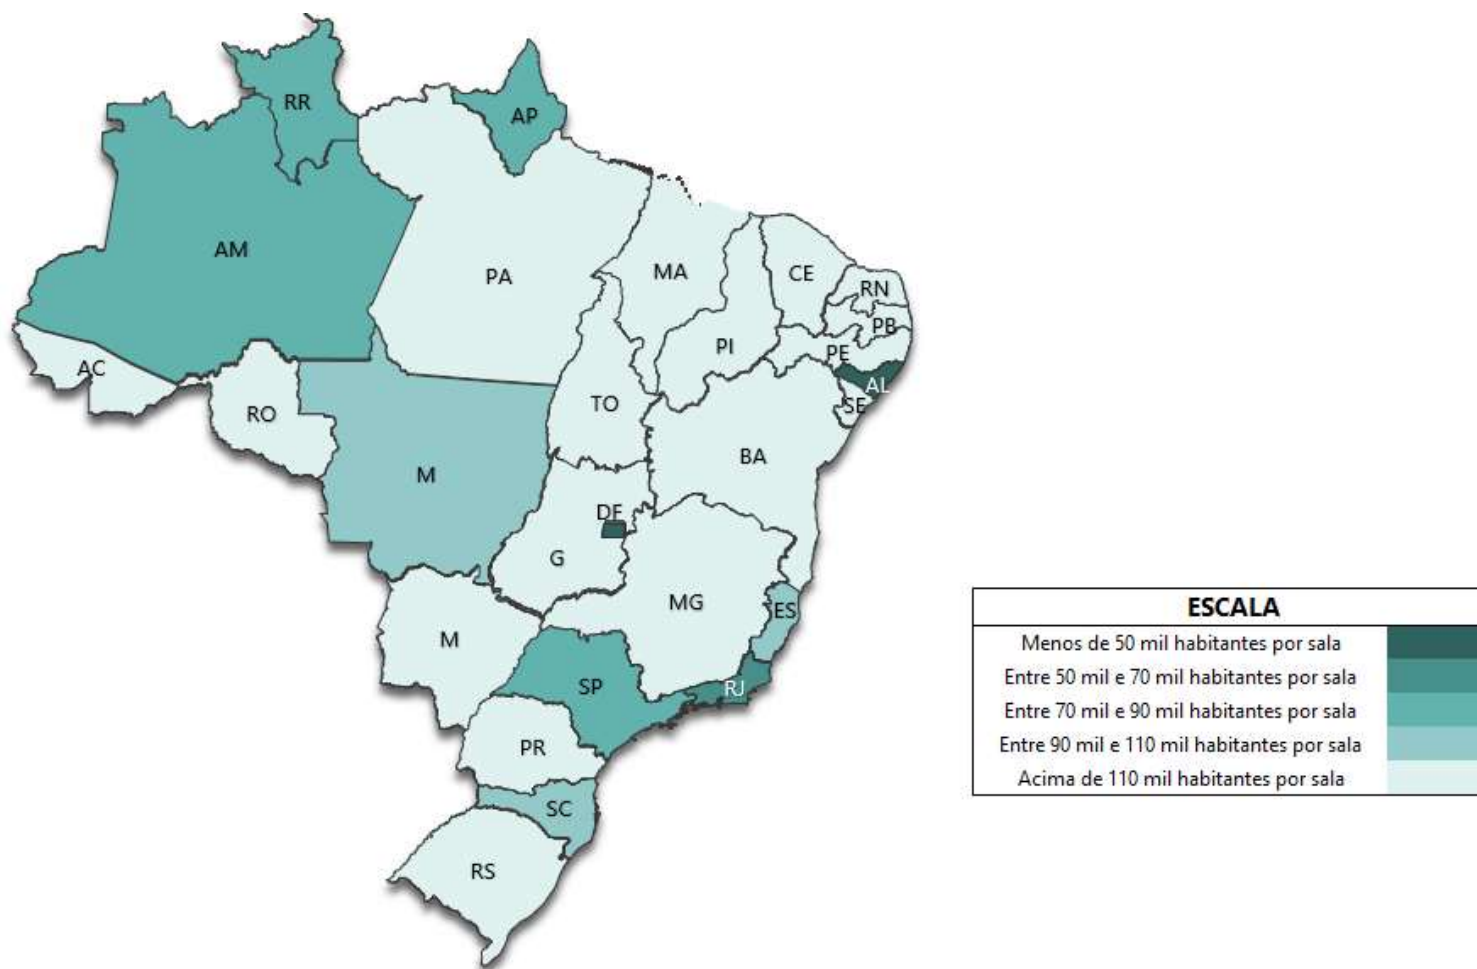 RR
AP
AM
PA
MA
CE
RN
PB
PI
PE
AC
AL
TO
SE
RO
BA
M
DF
G
MG
ES
M
SP
RJ
PR
SC
RS
ESCALA
Menos de 50 mil habitantes por sala
Entre 50 mil e 70 mil habitantes por sala
Entre 70 mil e 90 mil habitantes por sala
Entre 90 mil e 110 mil habitantes por sala
Acima de 110 mil habitantes por sala